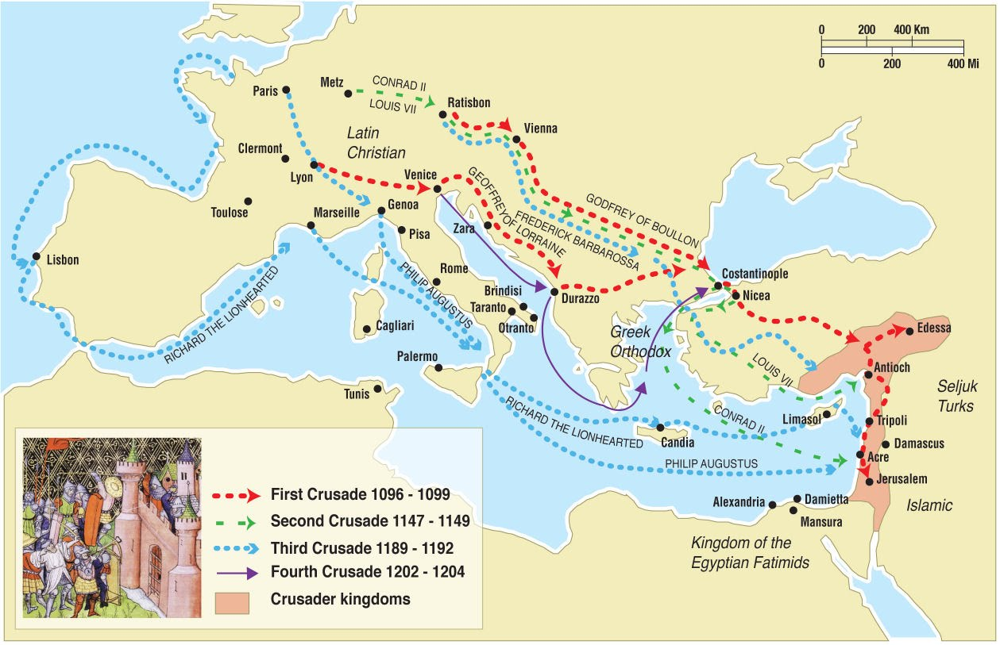 0 200 400 Km
0 200 400 Mi
Paris
Metz
CONRAD II
LOUIS VII
Ratisbon
Vienna
Latin
Christian
Clermont
Lyon
Venice
Toulose
Marseille
Genoa
Pisa
Zara
GEOFFREY OF LORRAINE
GODFREY OF BOULLON
FREDERICK BARBAROSSA
Lisbon
Rome
PHILIP AUGUSTUS
Brindisi
Taranto
Otranto
Durazzo
Costantinople
Nicea
RICHARD THE LIONHEARTED
Cagliari
Greek
Orthodox
Edessa
Palermo
Tunis
LOUIS VII
Antioch
Seljuk
Turks
RICHARD THE LIONHEARTED
CONRAD II
Limasol
Tripoli
Candia
Damascus
PHILIP AUGUSTUS
Acre
Jerusalem
Alexandria
Damietta
Mansura
Islamic
Kingdom of the
Egyptian Fatimids
First Crusade 1096 - 1099
Second Crusade 1147 - 1149
Third Crusade 1189 - 1192
Fourth Crusade 1202 - 1204
Crusader kingdoms